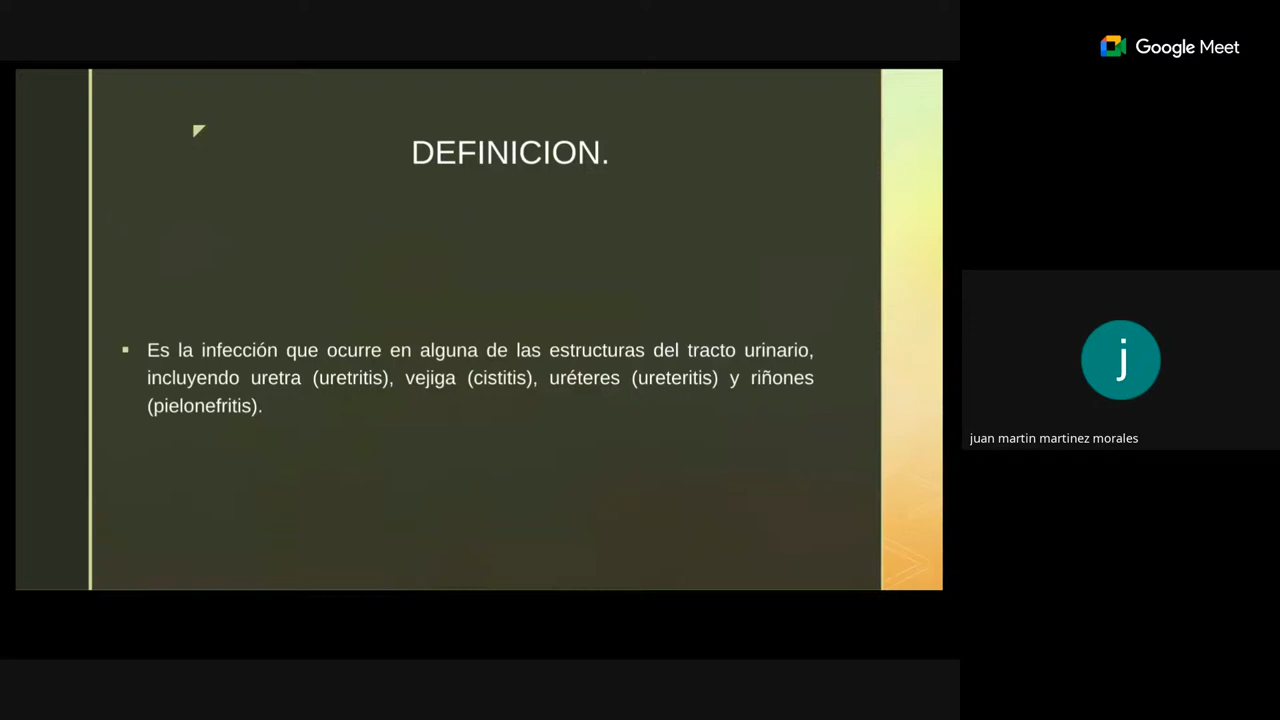 Google Meet
DEFINICION.
▪ Es la infección que ocurre en alguna de las estructuras del tracto urinario,
incluyendo uretra (uretritis), vejiga (cistitis), uréteres (ureteritis) y riñones
(pielonefritis).
j
juan martin martinez morales